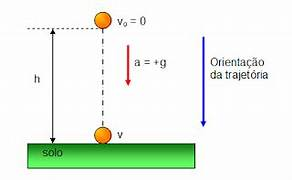 v₀ = 0
a = +g
Orientação
da trajetória
h
v
solo